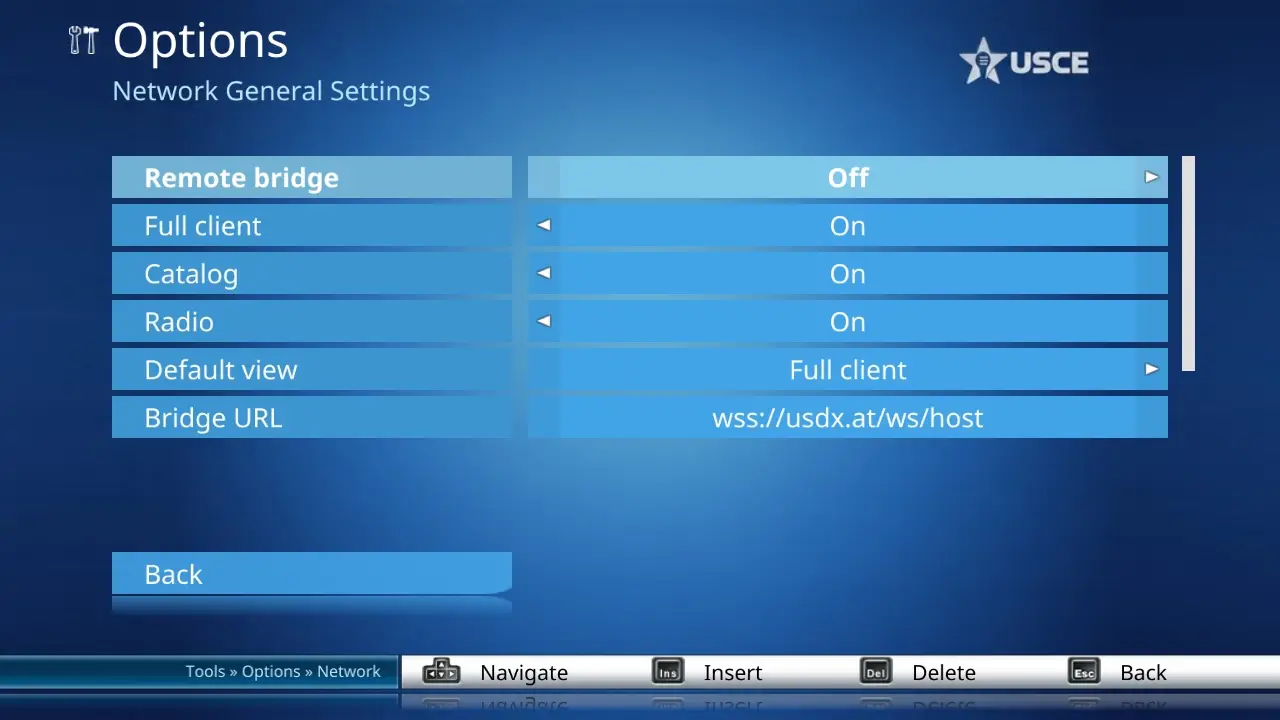 Options
USCE
Network General Settings
Remote bridge Off
Full client On
Catalog On
Radio On
Default view Full client
Bridge URL wss://usdx.at/ws/host
Back
Tools » Options » Network Navigate Ins Insert Del Delete Esc Back